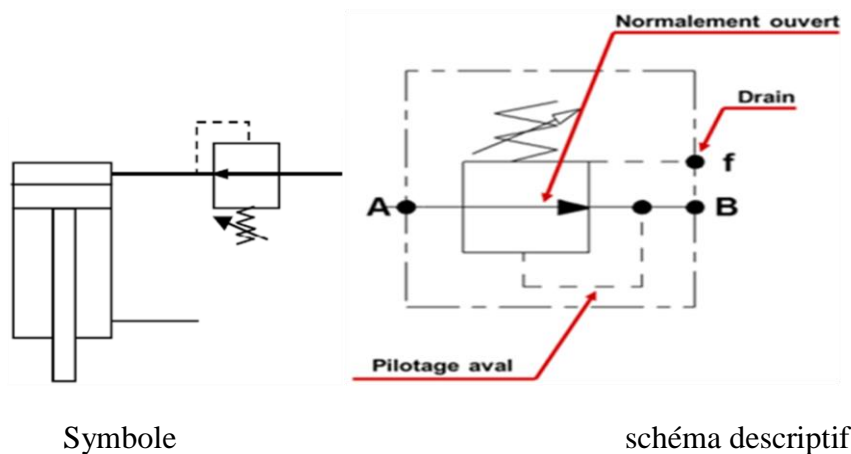 Normalement ouvert
Drain
f
A
B
Pilotage aval
Symbole
schéma descriptif